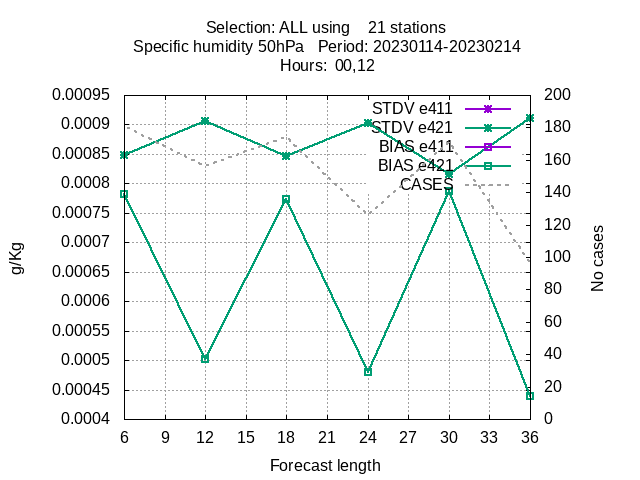 Selection: ALL using    21 stations
Specific humidity 50hPa   Period: 20230114-20230214
Hours:  00,12
STDV e411
STDV e421
BIAS e411
BIAS e421
CASES
0.00095
0.0009
0.00085
0.0008
0.00075
0.0007
0.00065
0.0006
0.00055
0.0005
0.00045
0.0004
g/Kg
200
180
160
140
120
100
80
60
40
20
0
No cases
6 9 12 15 18 21 24 27 30 33 36
Forecast length